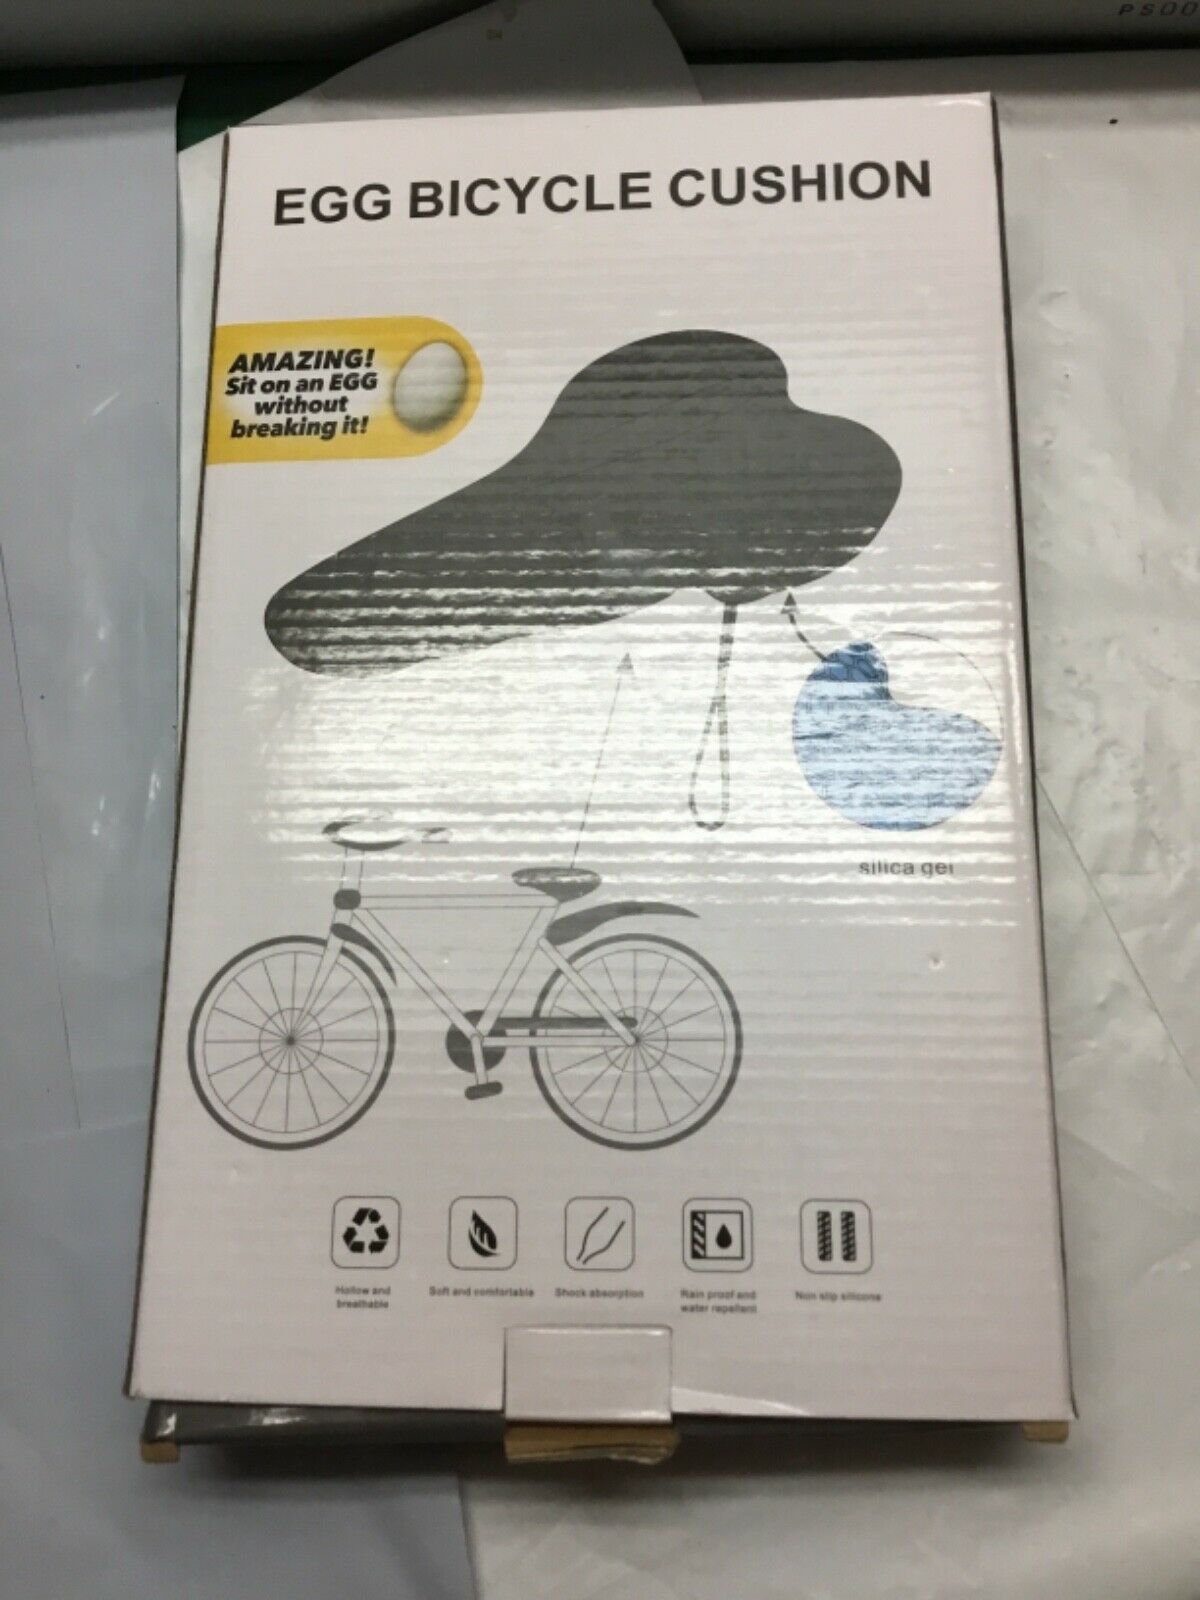 PS00
EGG BICYCLE CUSHION
AMAZING!
Sit on an EGG
without
breaking it!
silica gel
Hollow and
breathable
Soft and comfortable
Shock absorption
Rain proof and
water repellent
Non slip silicone